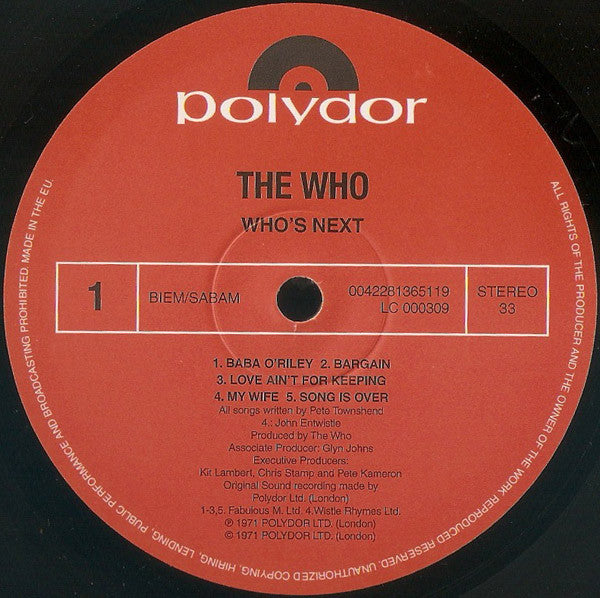 polydor
THE WHO
WHO'S NEXT
1
BIEM/SABAM
0042281365119
LC 000309
STEREO
33
1. BABA O'RILEY 2. BARGAIN
3. LOVE AIN'T FOR KEEPING
4. MY WIFE 5. SONG IS OVER
All songs written by Pete Townshend
4.: John Entwistle
Produced by The Who
Associate Producer: Glyn Johns
Executive Producers:
Kit Lambert, Chris Stamp and Pete Kameron
Original Sound recording made by
Polydor Ltd. (London)
1-3,5. Fabulous M. Ltd. 4.Wistle Rhymes Ltd.
℗ 1971 POLYDOR LTD. (London)
© 1971 POLYDOR LTD. (London)
ALL RIGHTS OF THE PRODUCER AND THE OWNER OF THE WORK REPRODUCED RESERVED. UNAUTHORIZED COPYING, HIRING, LENDING, PUBLIC PERFORMANCE AND BROADCASTING PROHIBITED. MADE IN THE EU.